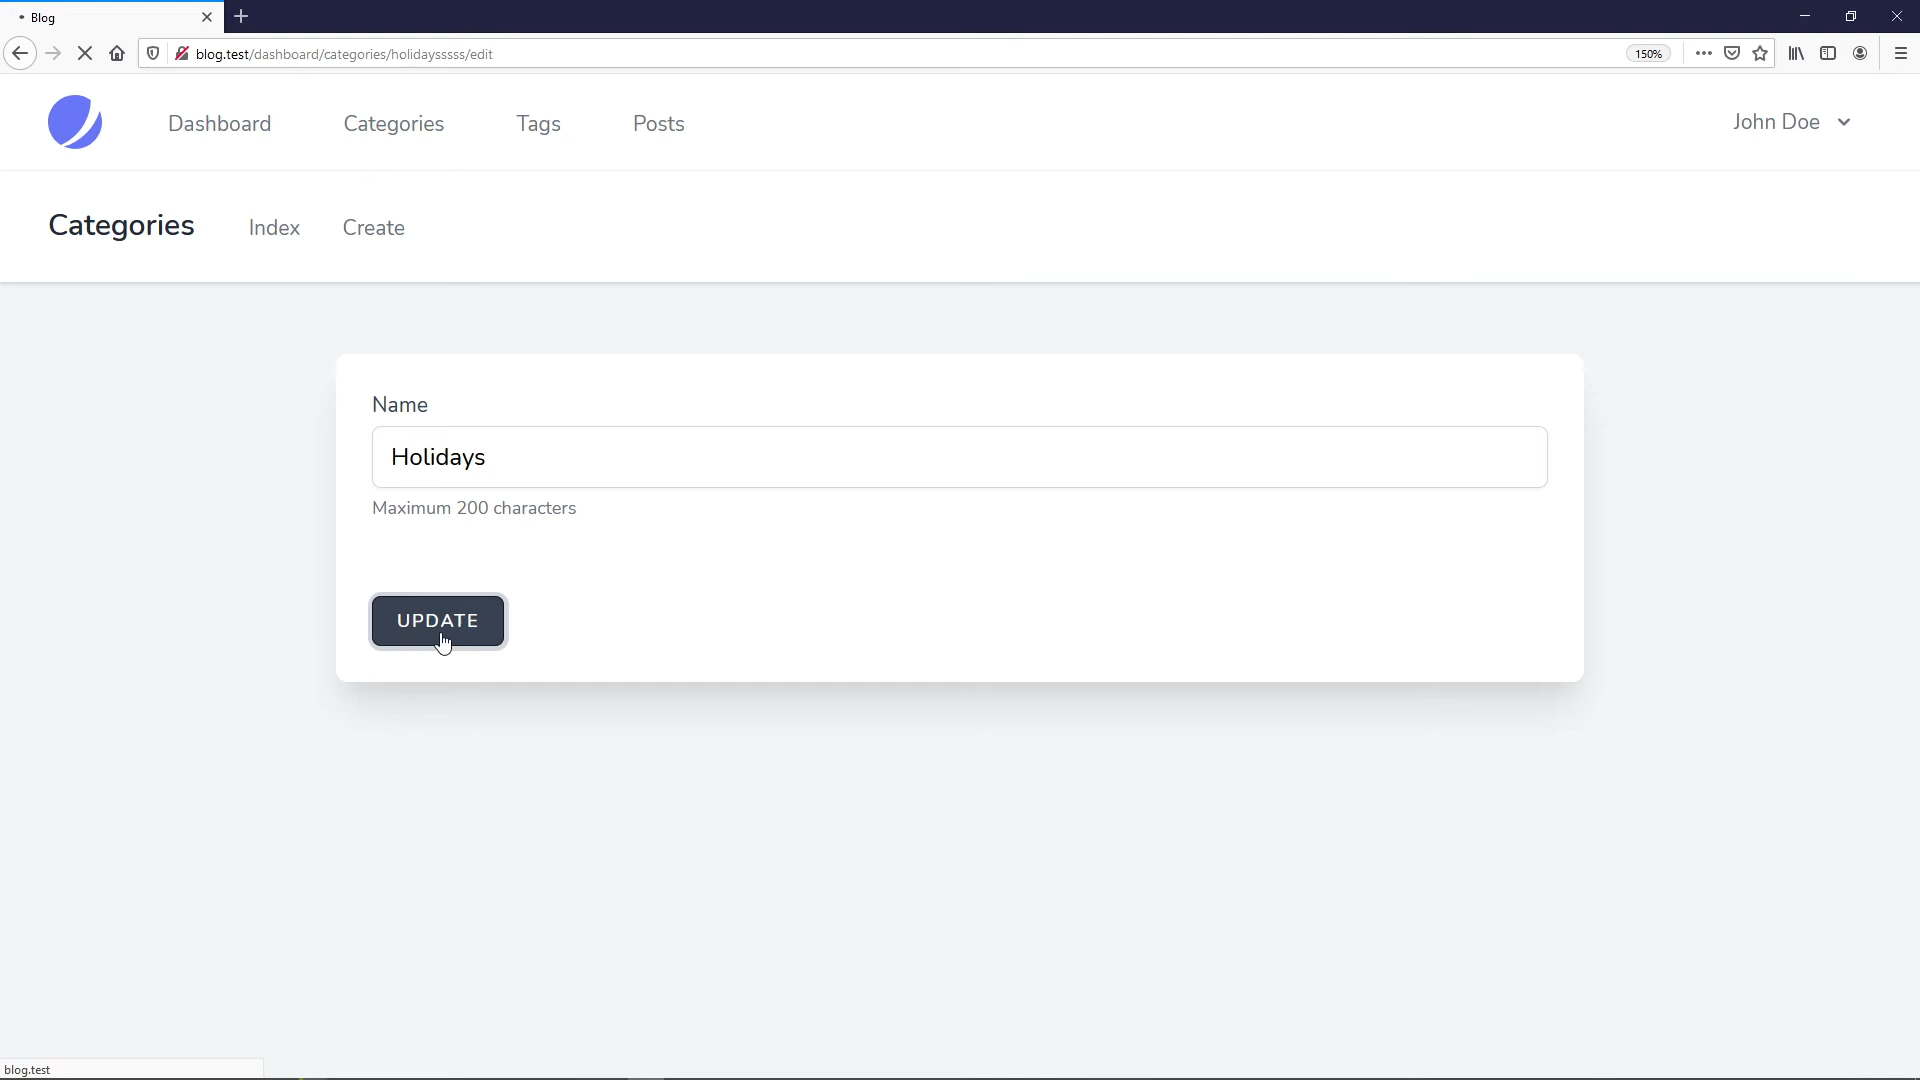 Blog
blog.test/dashboard/categories/holidaysssss/edit
150%
Dashboard
Categories
Tags
Posts
John Doe
Categories
Index
Create
Name
Holidays
Maximum 200 characters
UPDATE
blog.test